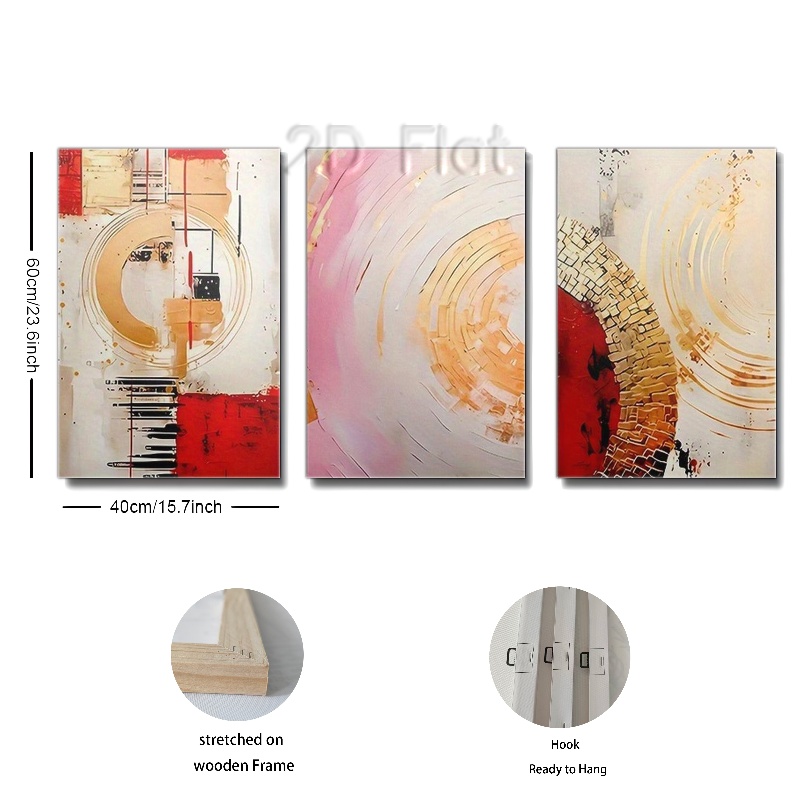 2D Flat
60cm/23.6inch
40cm/15.7inch
stretched on
wooden Frame
Hook
Ready to Hang